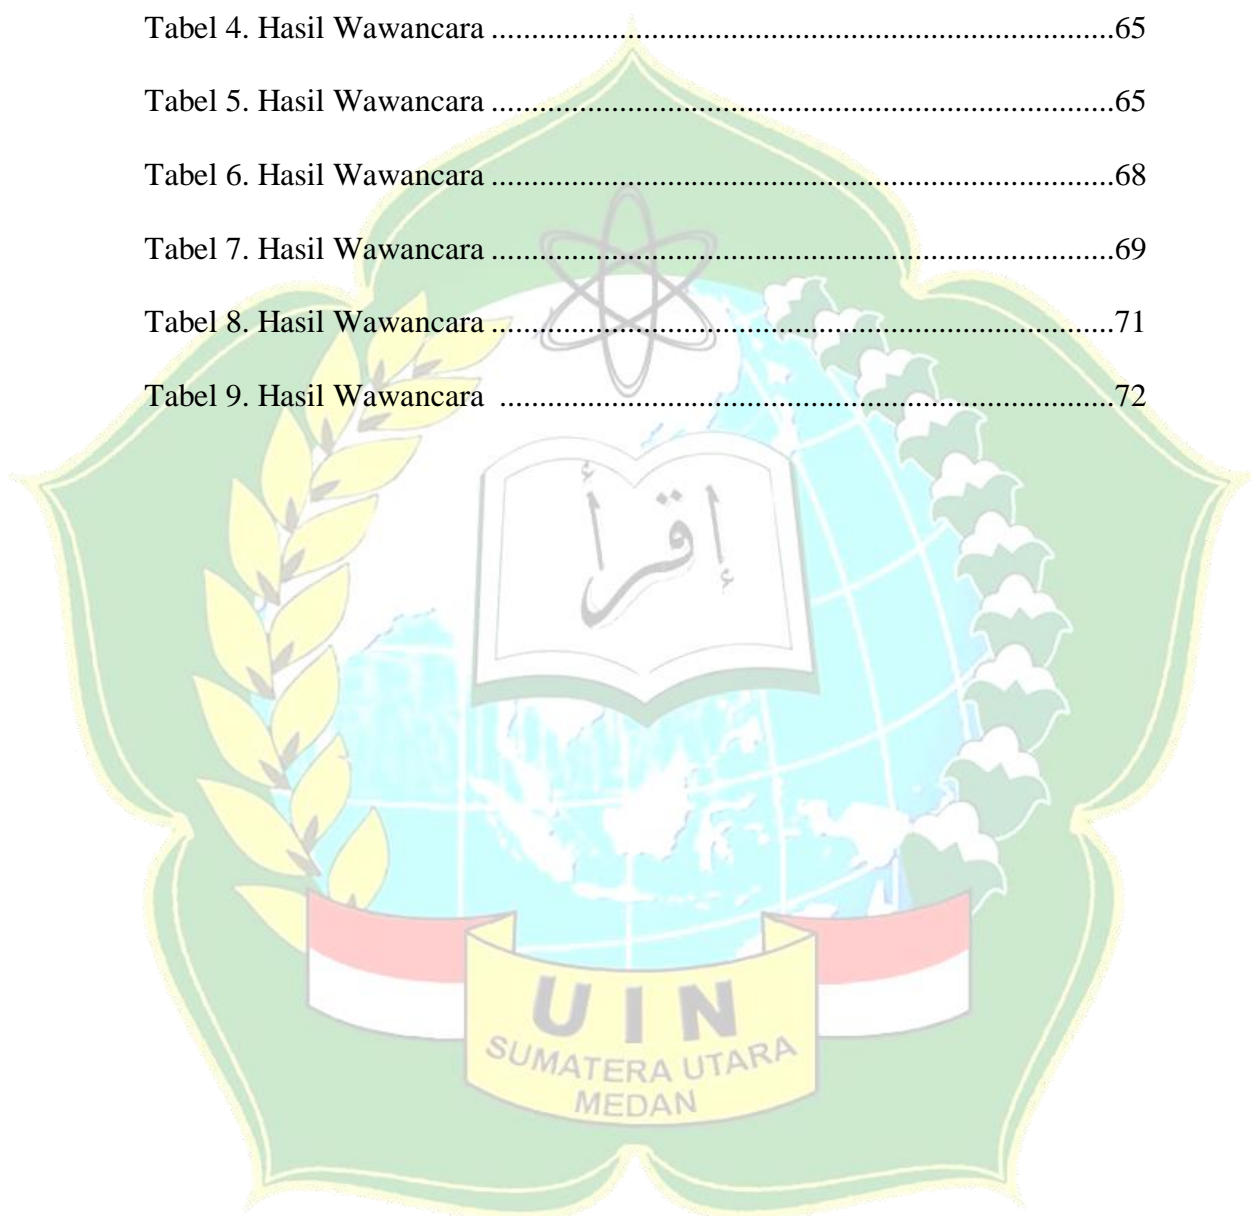 Tabel 4. Hasil Wawancara ..................................................................65
Tabel 5. Hasil Wawancara ..................................................................65
Tabel 6. Hasil Wawancara ..................................................................68
Tabel 7. Hasil Wawancara ..................................................................69
Tabel 8. Hasil Wawancara ..................................................................71
Tabel 9. Hasil Wawancara .................................................................72
إقرأ
UIN
SUMATERA UTARA
MEDAN